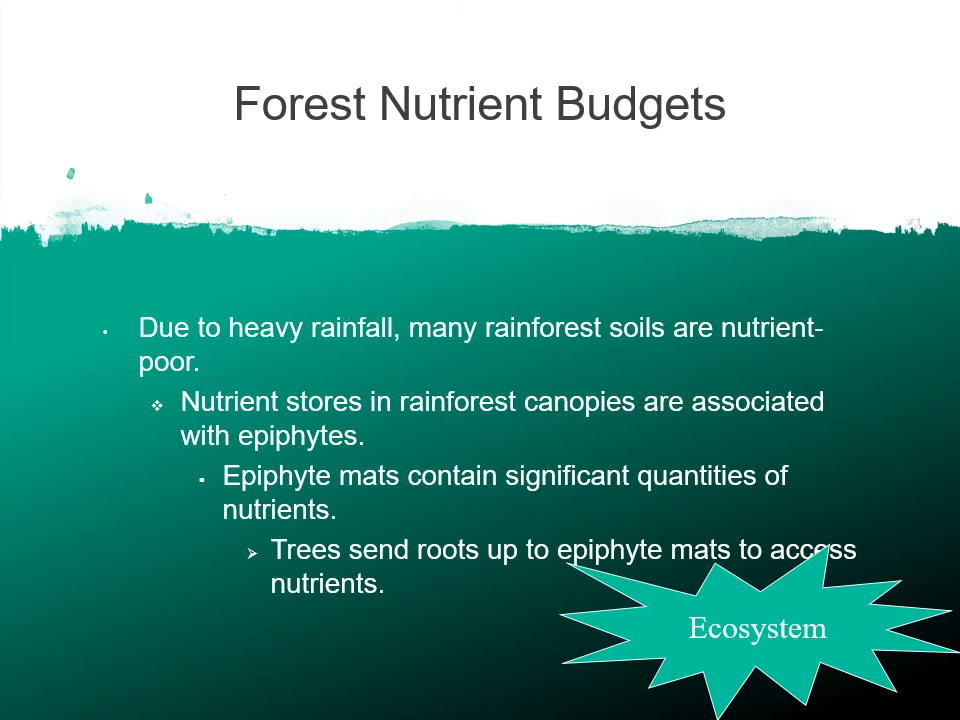 Forest Nutrient Budgets
Due to heavy rainfall, many rainforest soils are nutrient-
poor.
Nutrient stores in rainforest canopies are associated
with epiphytes.
Epiphyte mats contain significant quantities of
nutrients.
Trees send roots up to epiphyte mats to access
nutrients.
Ecosystem